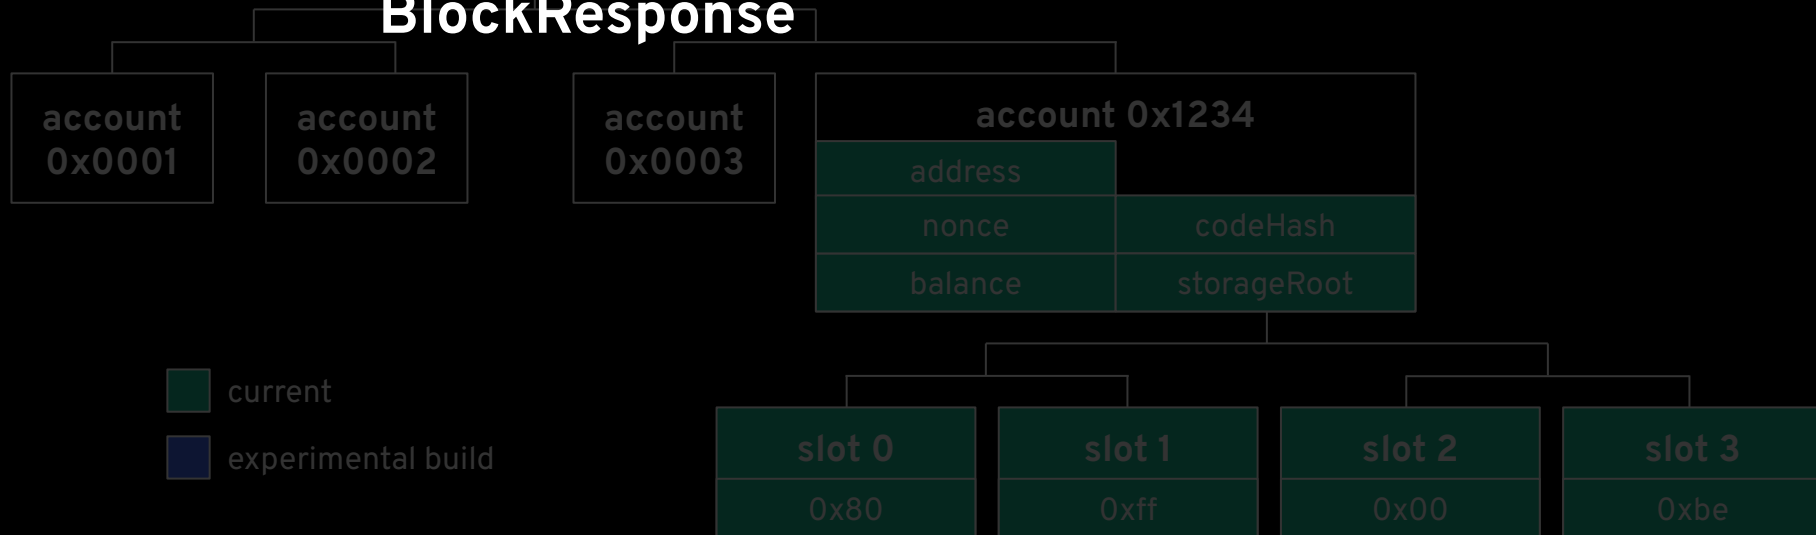 BlockResponse
account
0x0001
account
0x0002
account
0x0003
account 0x1234
address
nonce
codeHash
balance
storageRoot
current
experimental build
slot 0
slot 1
slot 2
slot 3
0x80
0xff
0x00
0xbe